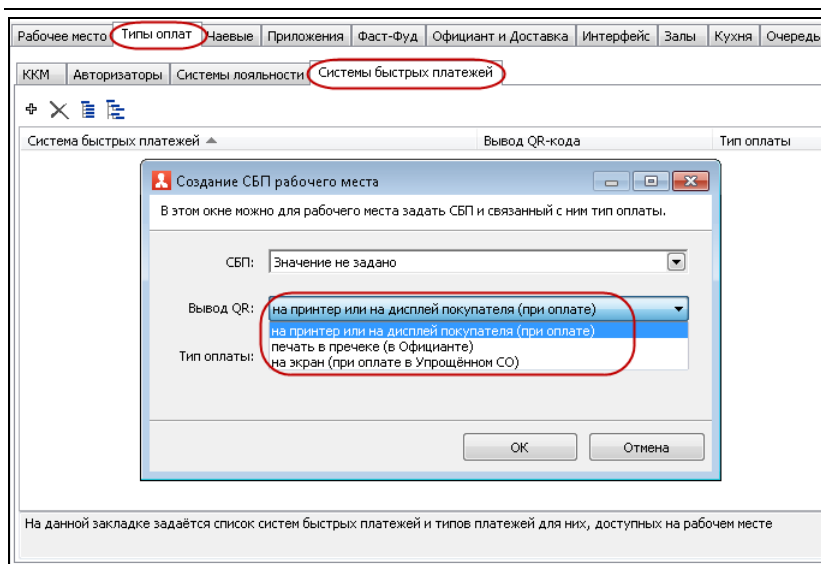 Рабочее место Типы оплат Чаевые Приложения Фаст-Фуд Официант и Доставка Интерфейс Залы Кухня Очередь
ККМ Авторизаторы Системы лояльности Системы быстрых платежей
Система быстрых платежей Вывод QR-кода Тип оплаты
Создание СБП рабочего места
В этом окне можно для рабочего места задать СБП и связанный с ним тип оплаты.
СБП: Значение не задано
Вывод QR: на принтер или на дисплей покупателя (при оплате)
на принтер или на дисплей покупателя (при оплате)
печать в пречеке (в Официанте)
Тип оплаты: на экран (при оплате в Упрощённом СО)
ОК Отмена
На данной закладке задаётся список систем быстрых платежей и типов платежей для них, доступных на рабочем месте